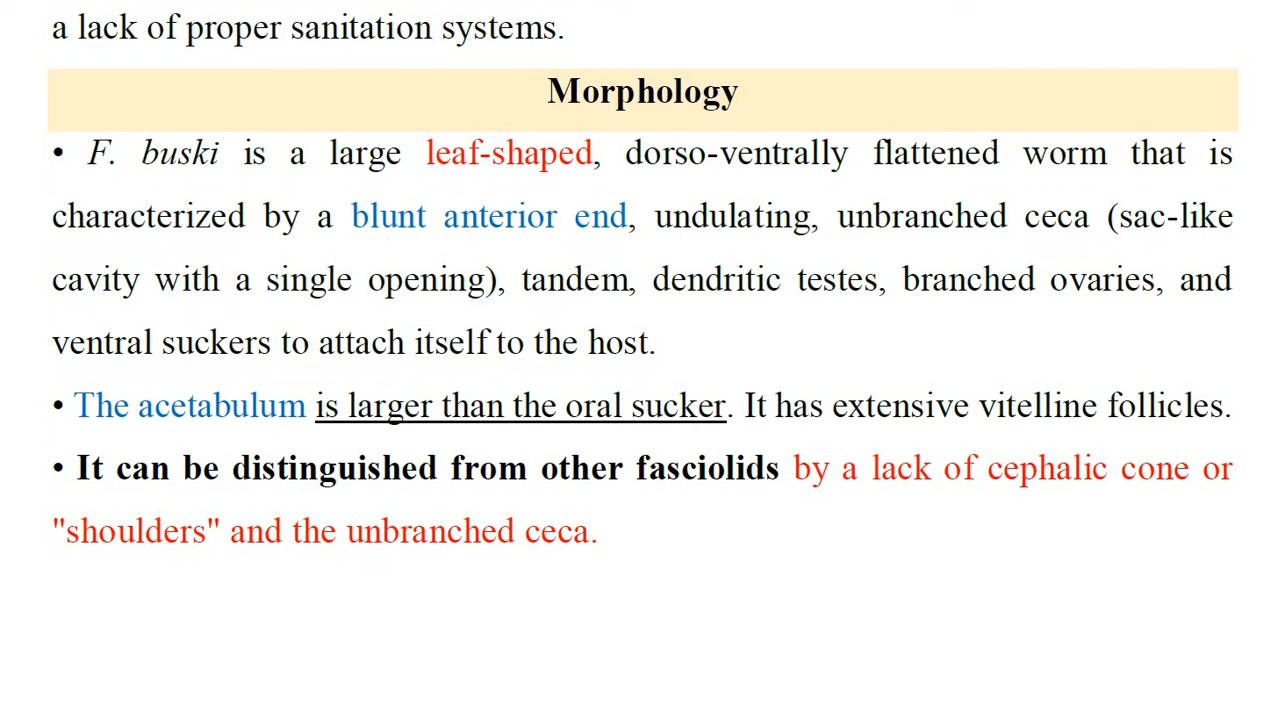 a lack of proper sanitation systems.
Morphology
• F. buski is a large leaf-shaped, dorso-ventrally flattened worm that is
characterized by a blunt anterior end, undulating, unbranched ceca (sac-like
cavity with a single opening), tandem, dendritic testes, branched ovaries, and
ventral suckers to attach itself to the host.
• The acetabulum is larger than the oral sucker. It has extensive vitelline follicles.
• It can be distinguished from other fasciolids by a lack of cephalic cone or
"shoulders" and the unbranched ceca.